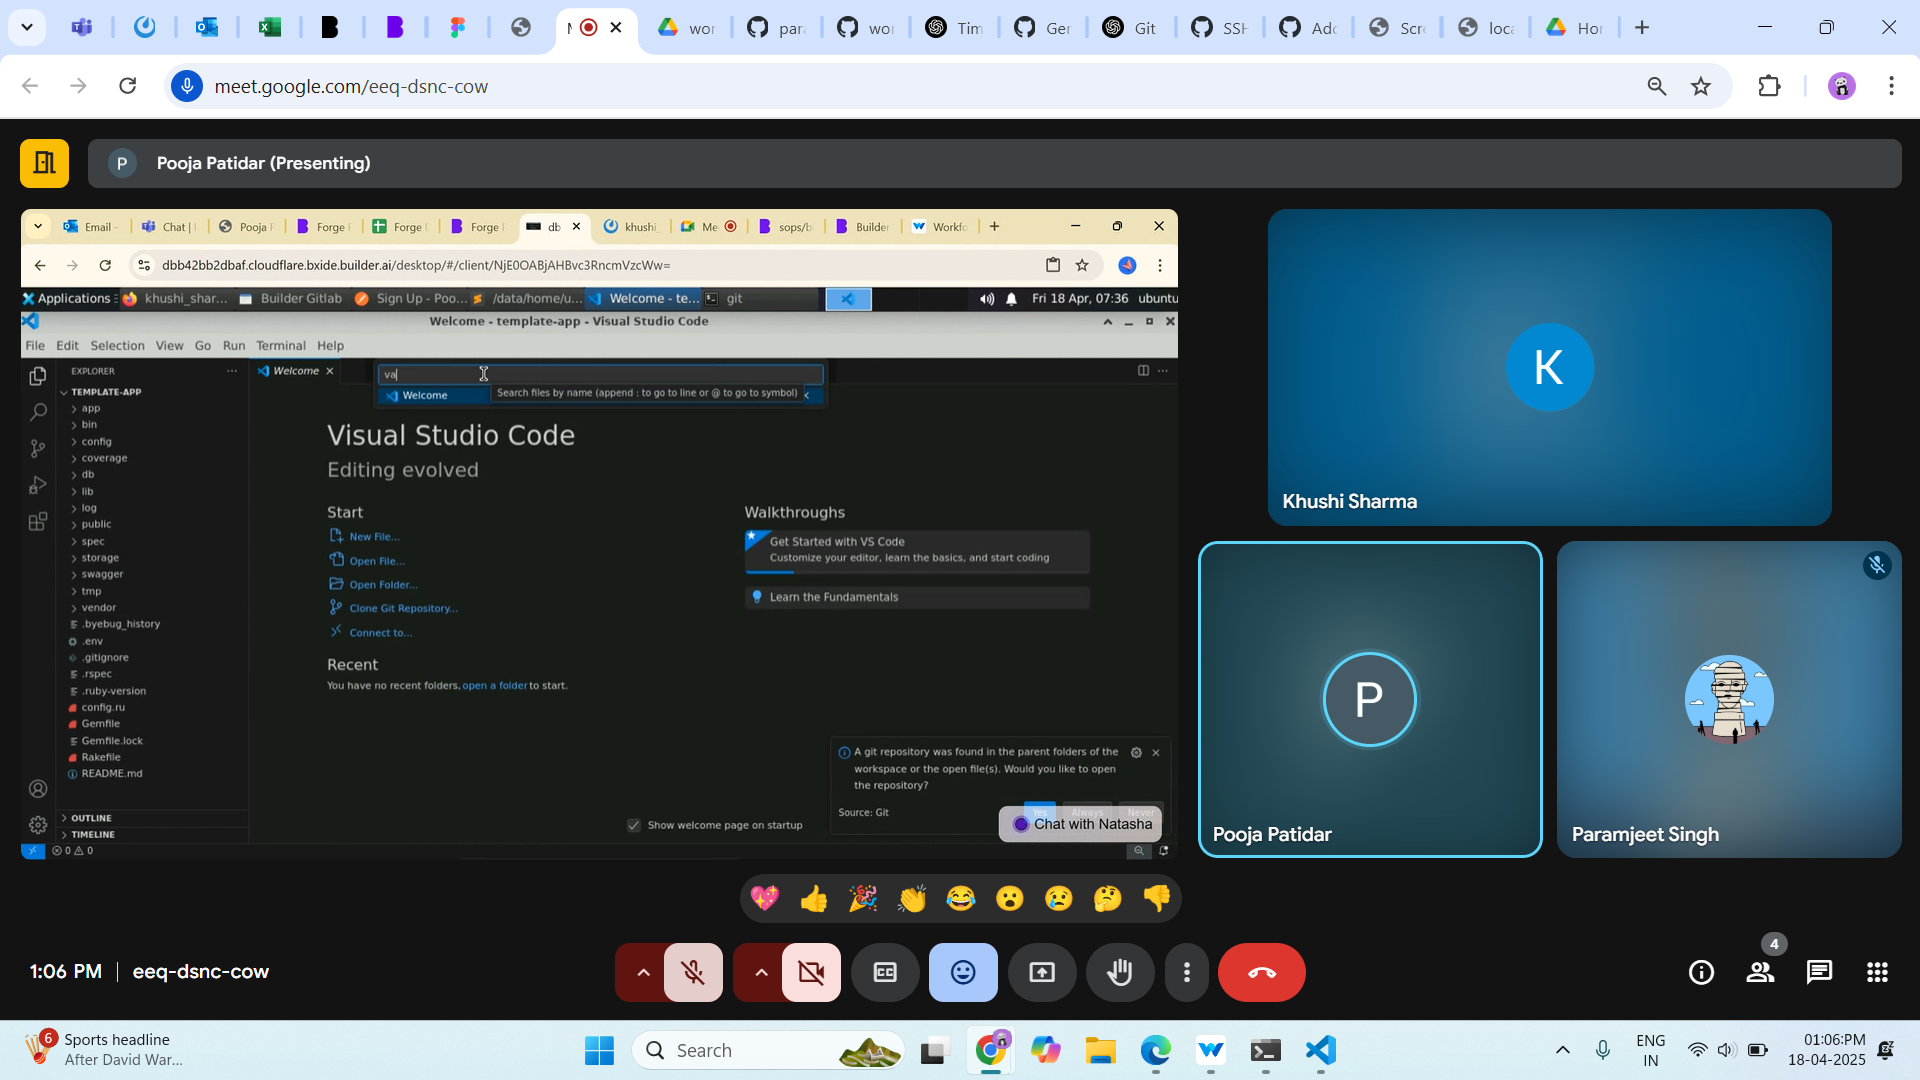 wor
par
wor
Tim
Ger
Git
SSH
Adc
Scr
loca
Hor
meet.google.com/eeq-dsnc-cow
P
Pooja Patidar (Presenting)
Email
Chat |
Pooja P
Forge
Forge
Forge
db
khushi
Me
sops/b
Builder
Workfo
dbb42bb2dbaf.cloudflare.bxide.builder.ai/desktop/#/client/NjE0OABjAHBvc3RncmVzcWw=
Applications
khushi_shar...
Builder Gitlab
Sign Up - Poo...
/data/home/u...
Welcome - te...
git
Fri 18 Apr, 07:36 ubuntu
Welcome - template-app - Visual Studio Code
File Edit Selection View Go Run Terminal Help
EXPLORER
Welcome
va
Welcome
Search files by name (append : to go to line or @ to go to symbol)
TEMPLATE-APP
app
bin
config
coverage
db
lib
log
public
spec
storage
swagger
tmp
vendor
.byebug_history
.env
.gitignore
.rspec
.ruby-version
config.ru
Gemfile
Gemfile.lock
Rakefile
README.md
OUTLINE
TIMELINE
0 0
Visual Studio Code
Editing evolved
Start
New File...
Open File...
Open Folder...
Clone Git Repository...
Connect to...
Recent
You have no recent folders, open a folder to start.
Walkthroughs
Get Started with VS Code
Customize your editor, learn the basics, and start coding
Learn the Fundamentals
A git repository was found in the parent folders of the
workspace or the open file(s). Would you like to open
the repository?
Source: Git
Yes
Always
Never
Chat with Natasha
Show welcome page on startup
K
Khushi Sharma
P
Pooja Patidar
Paramjeet Singh
1:06 PM
eeq-dsnc-cow
CC
4
6
Sports headline
After David War...
Search
ENG
IN
01:06:PM
18-04-2025